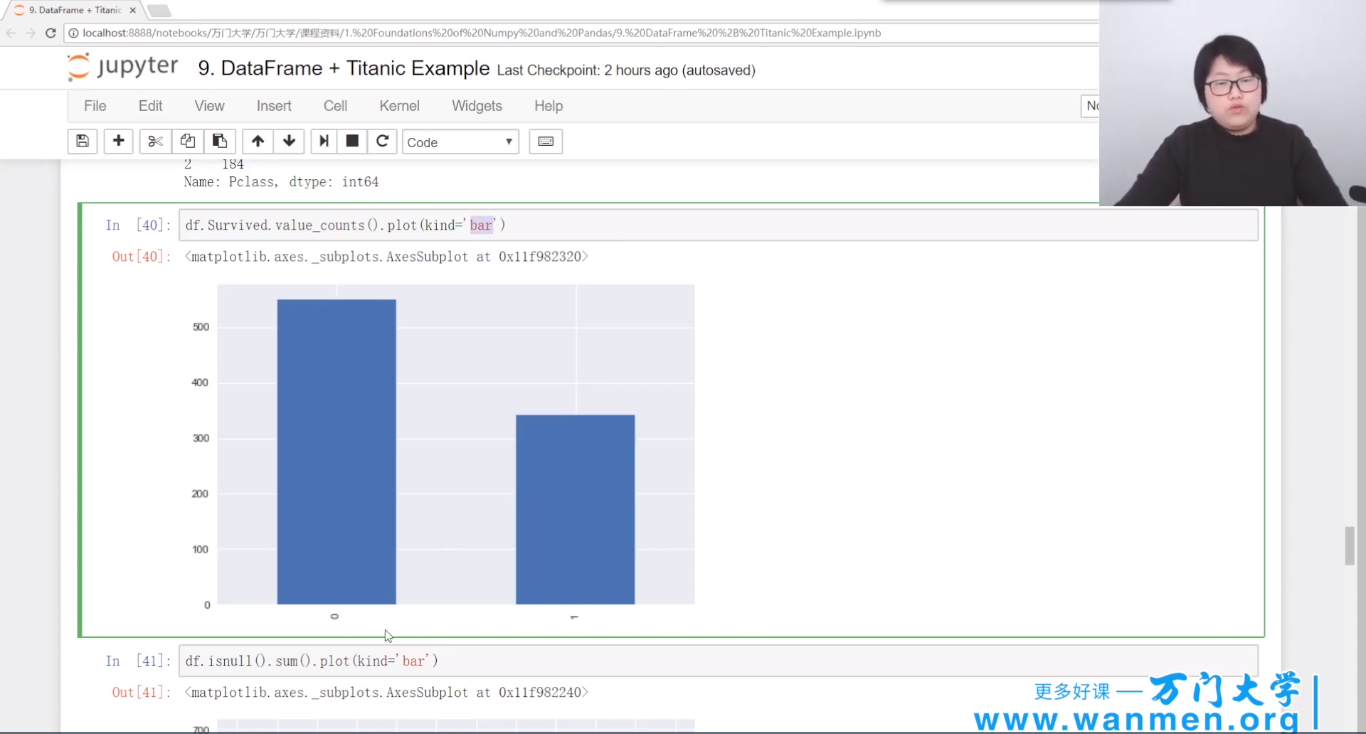 9. DataFrame + Titanic
localhost:8888/notebooks/万门大学/万门大学/课程资料/1.%20Foundations%20of%20Numpy%20and%20Pandas/9.%20DataFrame%20%2B%20Titanic%20Example.ipynb
jupyter 9. DataFrame + Titanic Example Last Checkpoint: 2 hours ago (autosaved)
File Edit View Insert Cell Kernel Widgets Help
Code
2 184
Name: Pclass, dtype: int64
In [40]: df.Survived.value_counts().plot(kind='bar')
Out[40]: <matplotlib.axes._subplots.AxesSubplot at 0x11f982320>
500
400
300
200
100
0
0 1
In [41]: df.isnull().sum().plot(kind='bar')
Out[41]: <matplotlib.axes._subplots.AxesSubplot at 0x11f982240>
700
更多好课 — 万门大学
www.wanmen.org